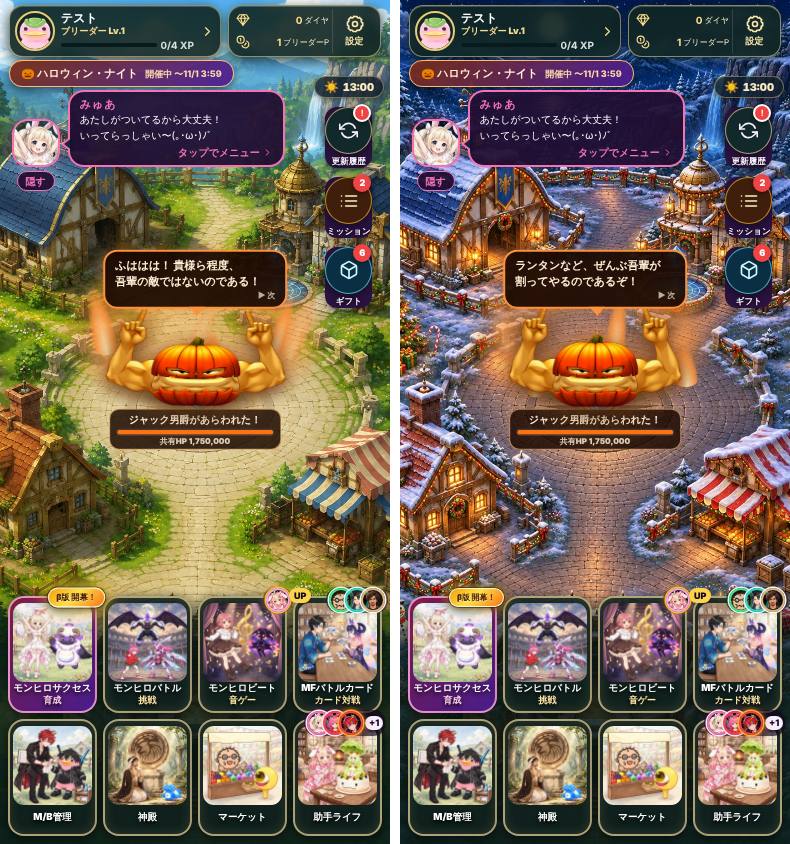 テスト
ブリーダー Lv.1
0/4 XP
0 ダイヤ
1 ブリーダーP
設定
🎃 ハロウィン・ナイト 開催中 〜11/1 3:59
13:00
みゅあ
あたしがついてるから大丈夫！
いってらっしゃい〜(｡･ω･)ﾉﾞ
タップでメニュー
隠す
!
更新履歴
2
ミッション
6
ギフト
ふははは！ 貴様ら程度、
吾輩の敵ではないのである！
▶ 次
ジャック男爵があらわれた！
共有HP 1,750,000
β版 開幕！
UP
モンヒロサクセス
育成
モンヒロバトル
挑戦
モンヒロビート
音ゲー
MFバトルカード
カード対戦
+1
M/B管理
神殿
マーケット
助手ライフ
テスト
ブリーダー Lv.1
0/4 XP
0 ダイヤ
1 ブリーダーP
設定
🎃 ハロウィン・ナイト 開催中 〜11/1 3:59
13:00
みゅあ
あたしがついてるから大丈夫！
いってらっしゃい〜(｡･ω･)ﾉﾞ
タップでメニュー
隠す
!
更新履歴
2
ミッション
6
ギフト
ランタンなど、ぜんぶ吾輩が
割ってやるのであるぞ！
▶ 次
ジャック男爵があらわれた！
共有HP 1,750,000
β版 開幕！
UP
モンヒロサクセス
育成
モンヒロバトル
挑戦
モンヒロビート
音ゲー
MFバトルカード
カード対戦
+1
M/B管理
神殿
マーケット
助手ライフ